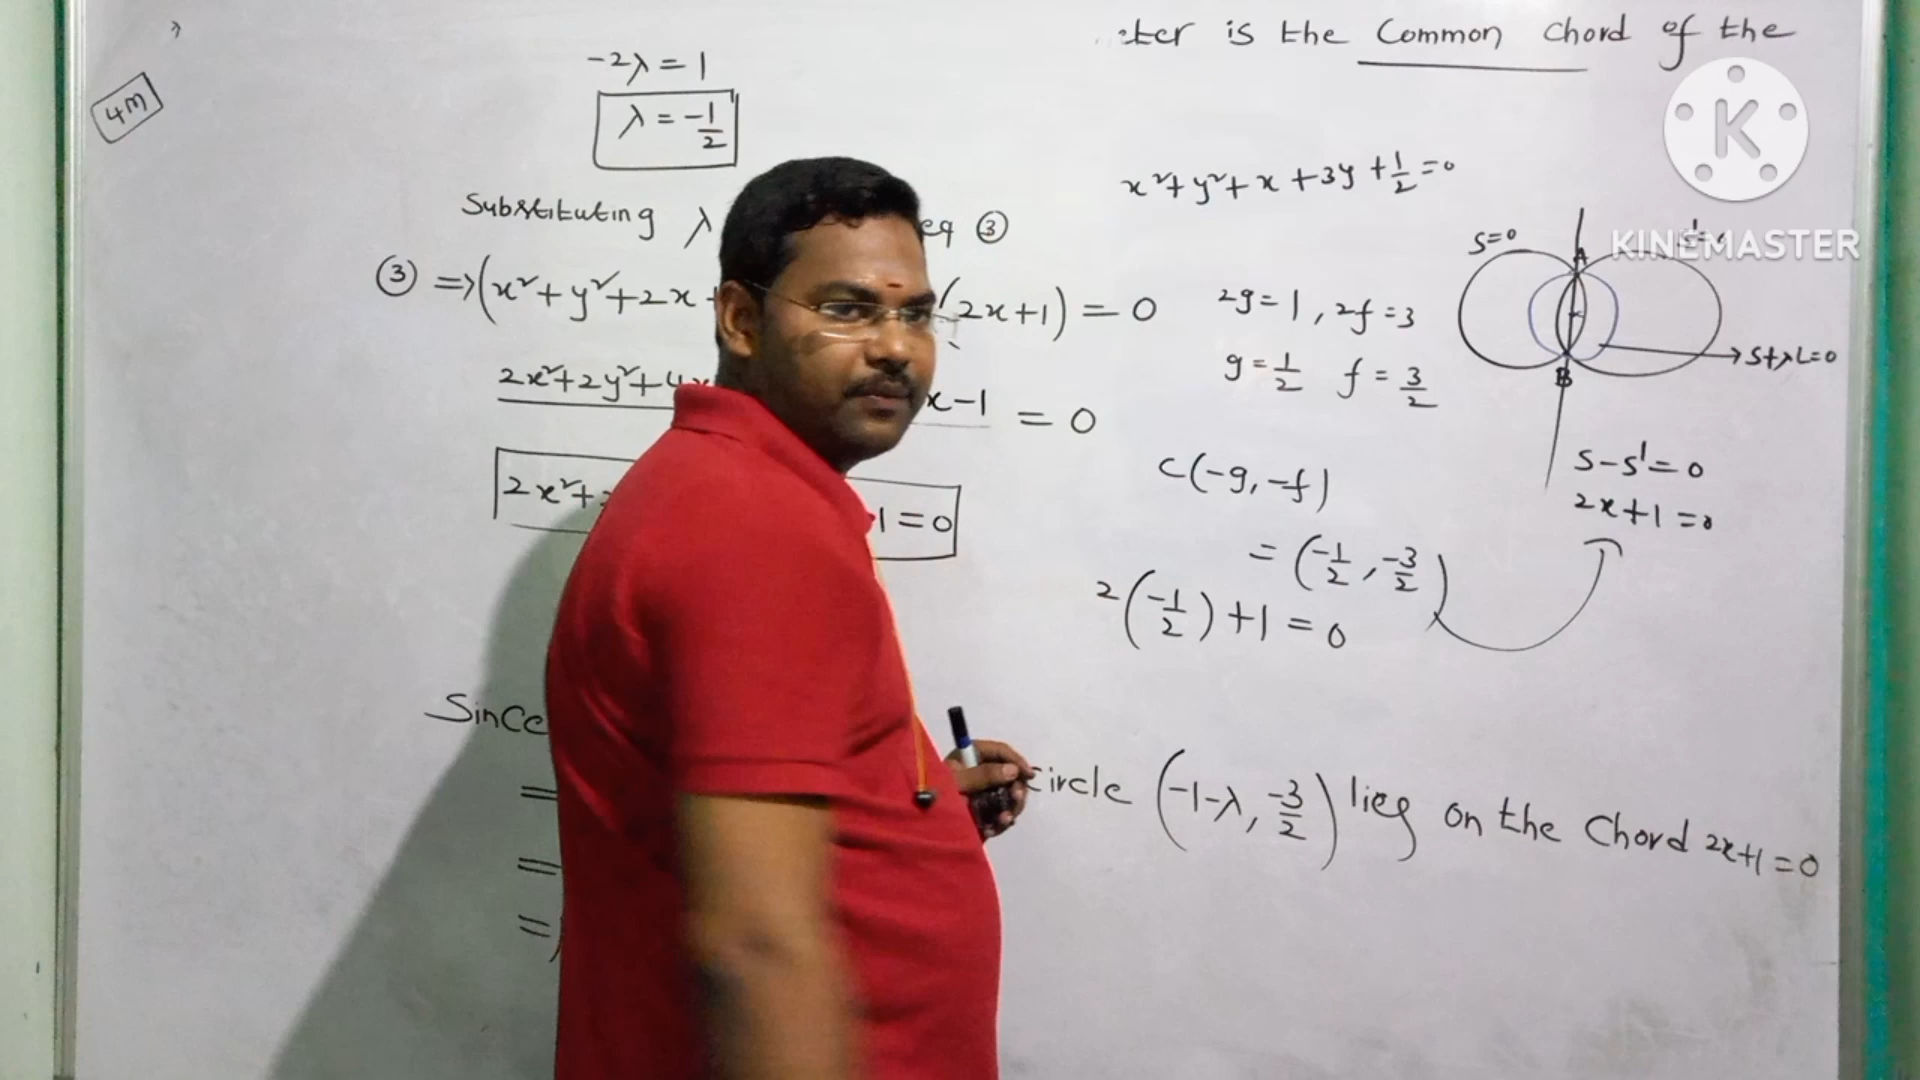 4M
-2λ = 1
λ = -1/2
Substituting λ eq ③
③ ⇒ (x²+y²+2x (2x+1) = 0
2x²+2y²+4x x-1 = 0
2x²+ 1=0
Since
=
=
=)
circle (-1-λ, -3/2) lies on the Chord 2x+1=0
ter is the Common Chord of the
x²+y²+x+3y+1/2=0
2g=1, 2f=3
g=1/2 f=3/2
C(-g,-f)
= (-1/2, -3/2)
2(-1/2)+1=0
S=0
A
B
S+λL=0
S-S'=0
2x+1=0
K
KINEMASTER